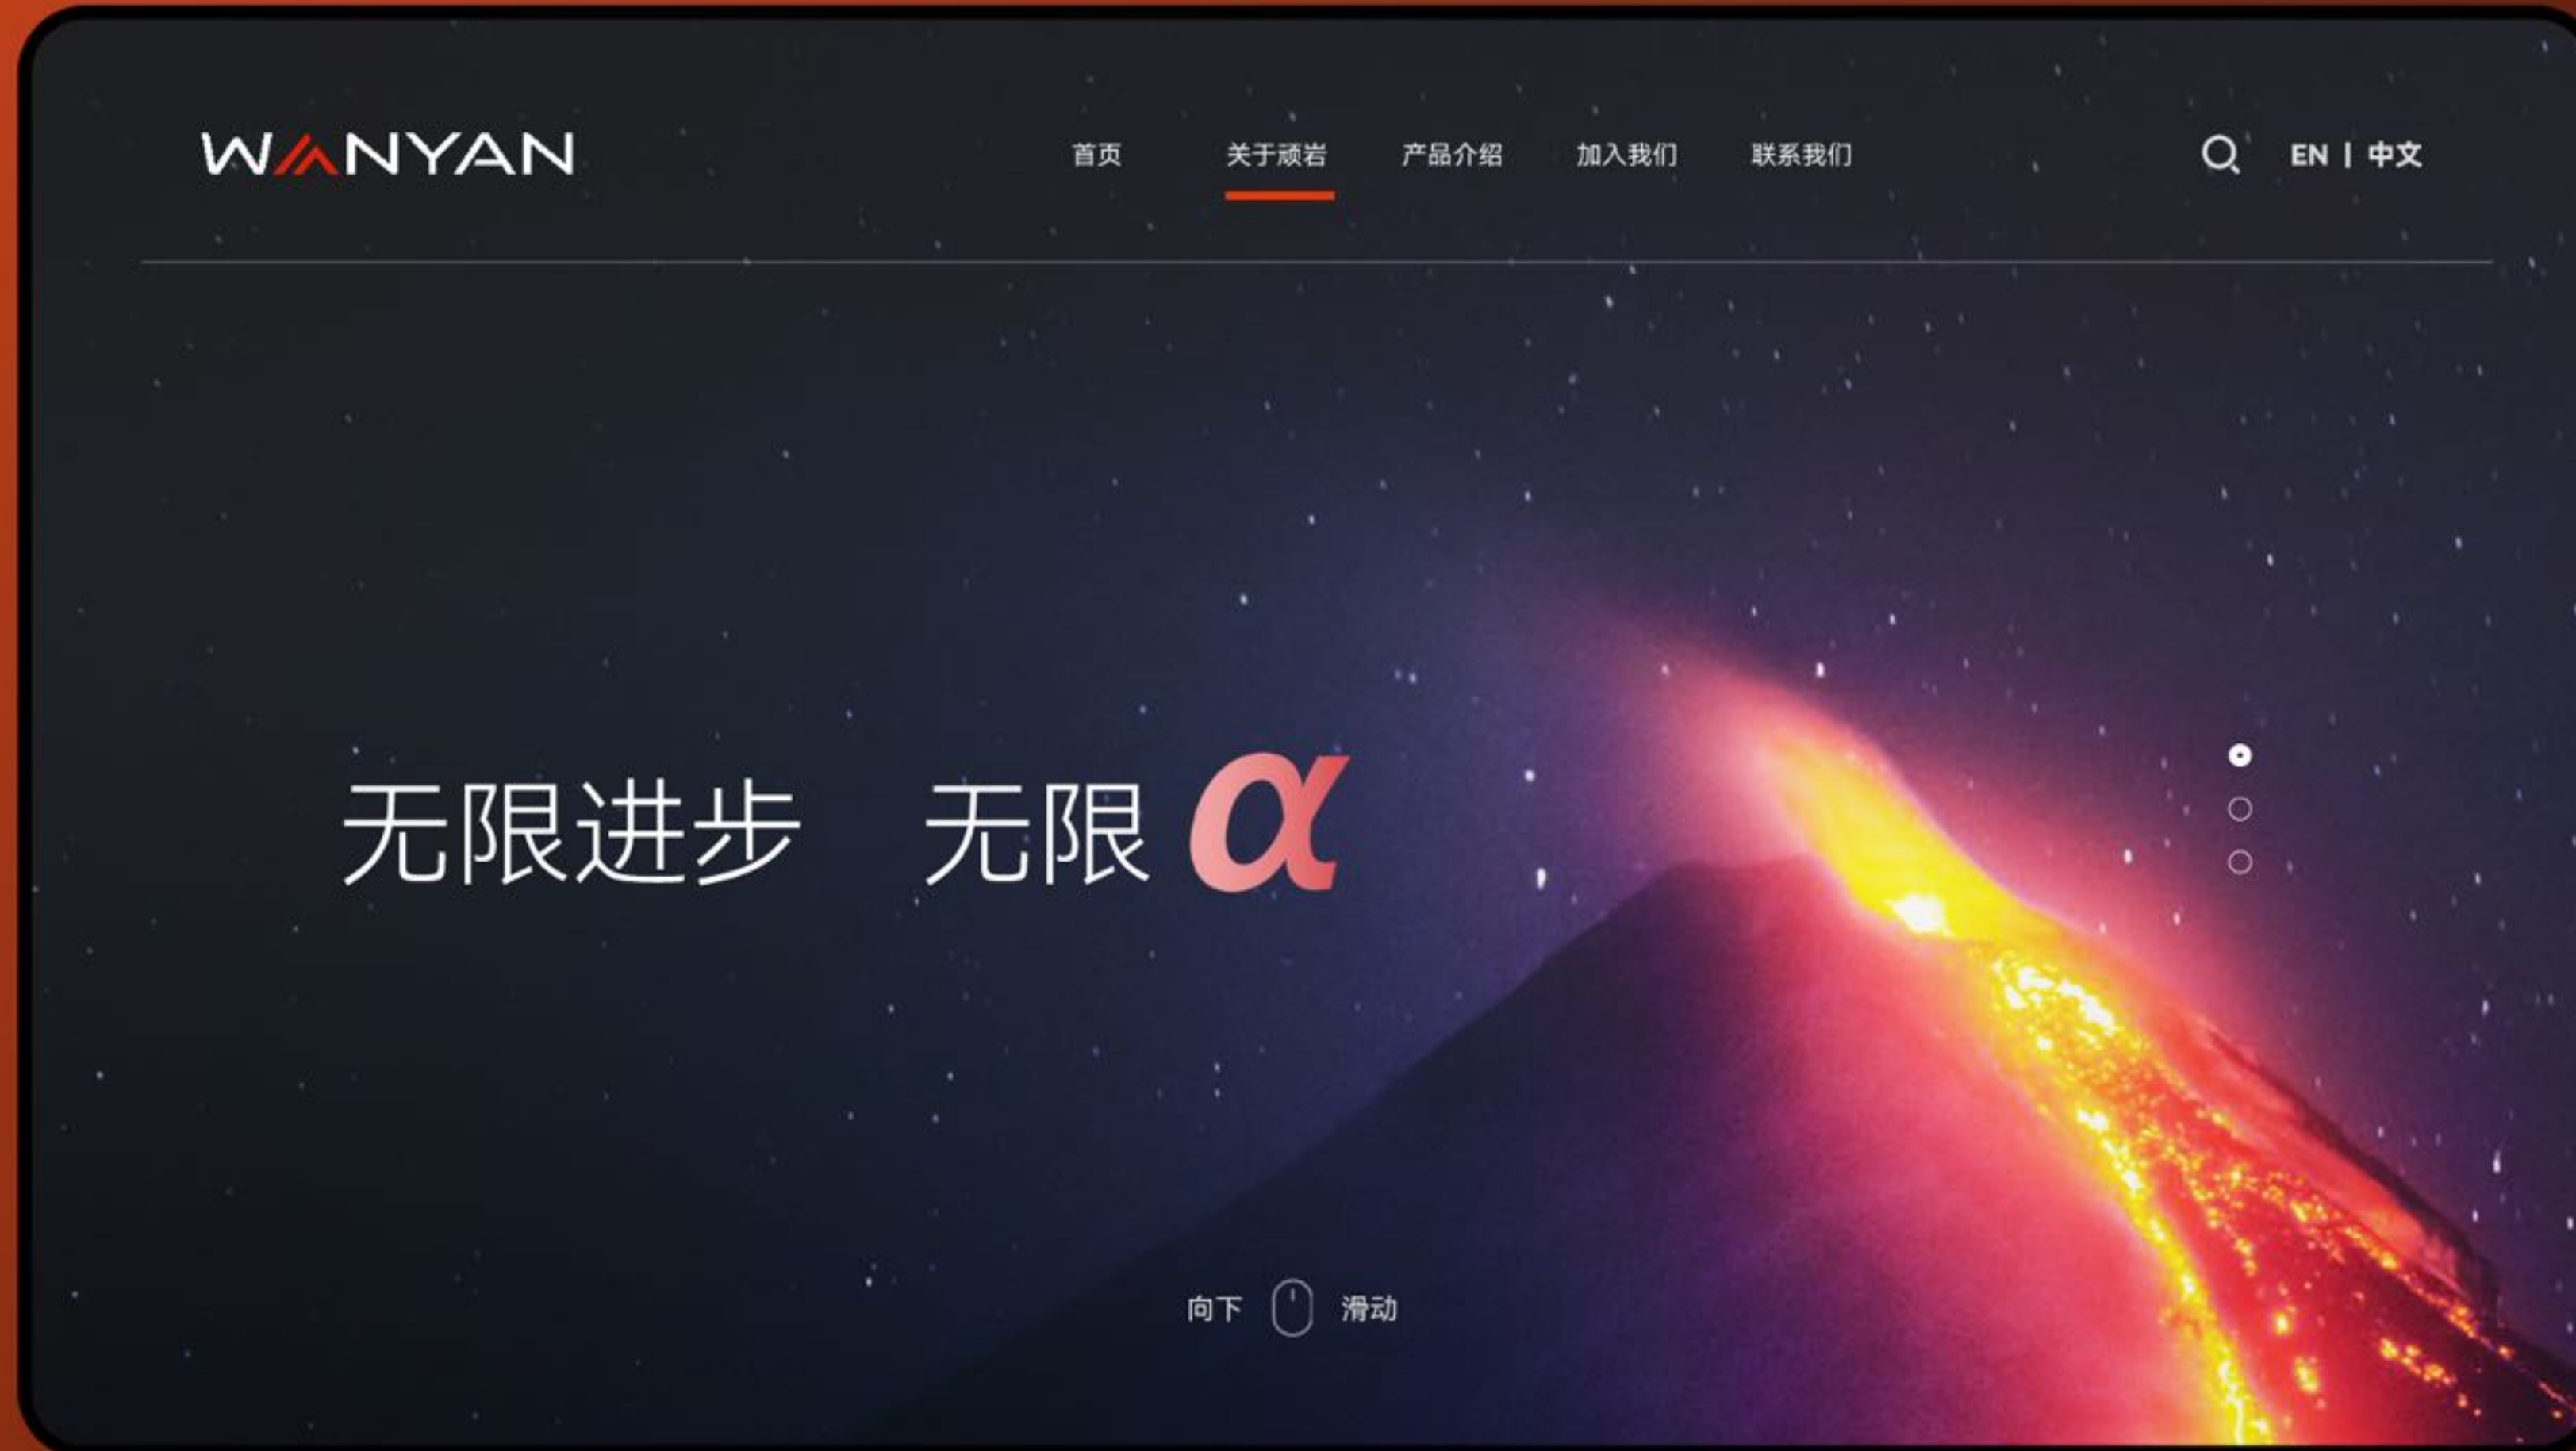 WANYAN
首页 关于顽岩 产品介绍 加入我们 联系我们
EN | 中文
无限进步 无限 α
向下 滑动